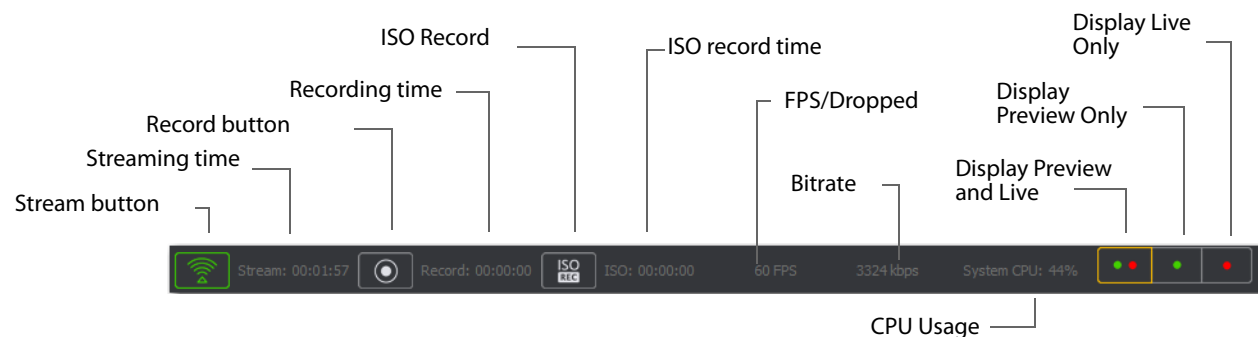 Display Live
Only
ISO Record
ISO record time
Display
Preview Only
Recording time
FPS/Dropped
Record button
Streaming time
Display Preview
and Live
Bitrate
Stream button
Stream: 00:01:57
Record: 00:00:00
ISO
REC
ISO: 00:00:00
60 FPS
3324 kbps
System CPU: 44%
CPU Usage